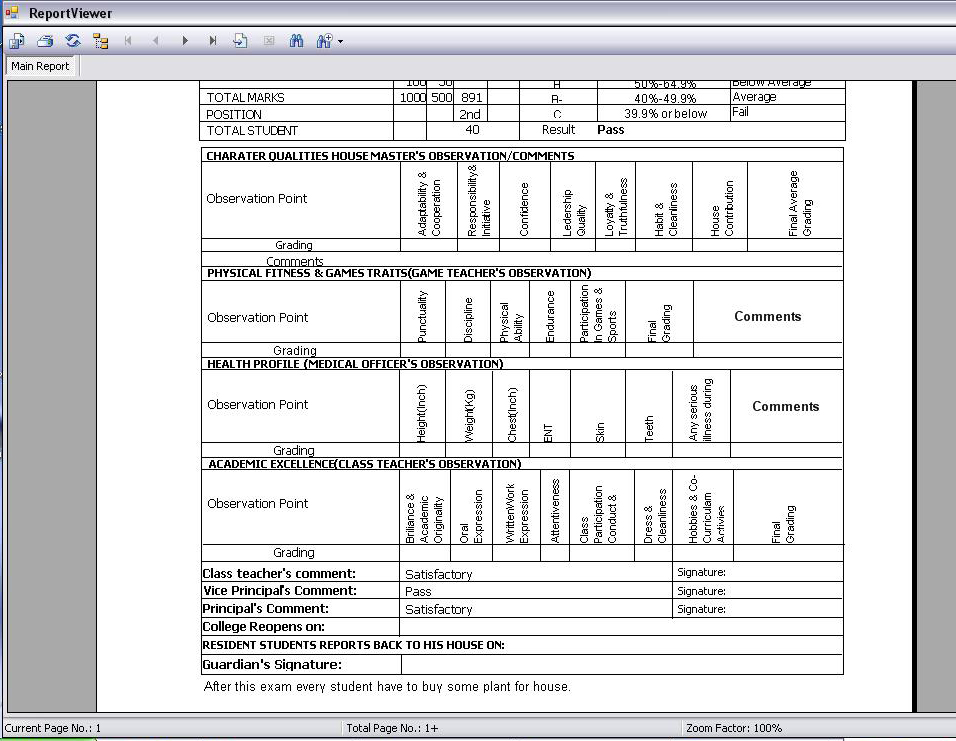 ReportViewer
Main Report
100 50 B 50%-64.9% Below Average
TOTAL MARKS 1000 500 891 B- 40%-49.9% Average
POSITION 2nd C 39.9% or below Fail
TOTAL STUDENT 40 Result Pass
CHARATER QUALITIES HOUSE MASTER'S OBSERVATION/COMMENTS
Observation Point
Adaptability &
Cooperation
Responsibility&
Initiative
Confidence
Ledership
Quality
Loyalty &
Truthfulness
Habit &
Cleanliness
House
Contribution
Final Average
Grading
Grading
Comments
PHYSICAL FITNESS & GAMES TRAITS(GAME TEACHER'S OBSERVATION)
Observation Point
Punctuality
Discipline
Physical
Ability
Endurance
Participation
In Games &
Sports
Final
Grading
Comments
Grading
HEALTH PROFILE (MEDICAL OFFICER'S OBSERVATION)
Observation Point
Height(Inch)
Weight(Kg)
Chest(Inch)
ENT
Skin
Teeth
Any serious
illness during
Comments
Grading
ACADEMIC EXCELLENCE(CLASS TEACHER'S OBSERVATION)
Observation Point
Briliance &
Academic
Originality
Oral
Expression
WrittenWork
Expression
Attentiveness
Class
Participation
Conduct &
Dress &
Cleanliness
Hobbes & Co-
Curriculam
Activies
Final
Grading
Grading
Class teacher's comment: Satisfactory Signature:
Vice Principal's Comment: Pass Signature:
Principal's Comment: Satisfactory Signature:
College Reopens on:
RESIDENT STUDENTS REPORTS BACK TO HIS HOUSE ON:
Guardian's Signature:
After this exam every student have to buy some plant for house.
Current Page No.: 1 Total Page No.: 1+ Zoom Factor: 100%